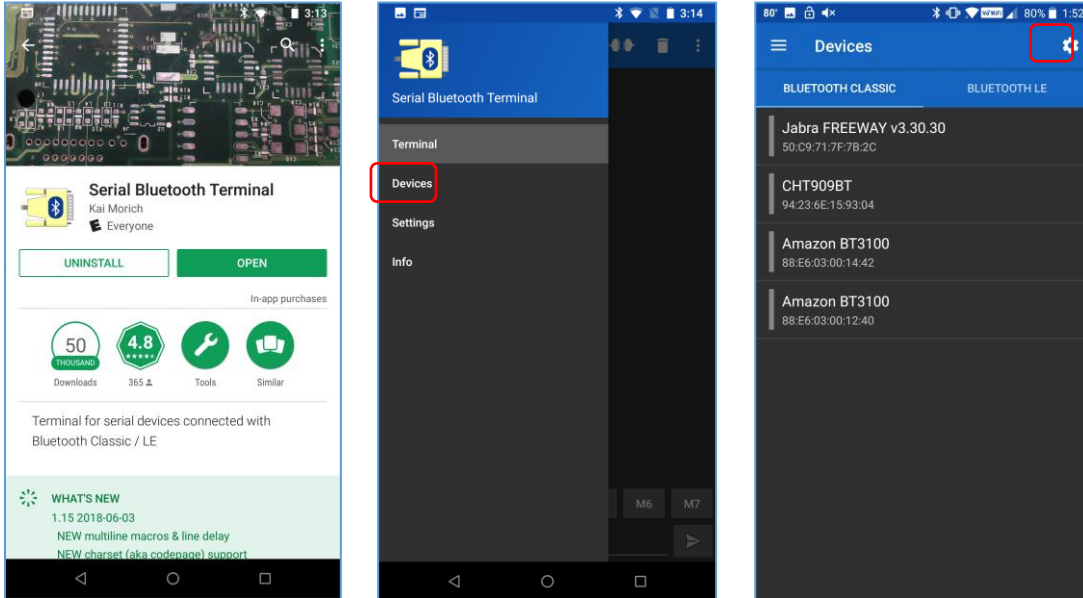 3:13
Serial Bluetooth Terminal
Kai Morich
E Everyone
UNINSTALL
OPEN
In-app purchases
50
THOUSAND
Downloads
4.8
365
Tools
Similar
Terminal for serial devices connected with
Bluetooth Classic / LE
WHAT'S NEW
1.15 2018-06-03
NEW multiline macros & line delay
NEW charset (aka codepage) support
3:14
Serial Bluetooth Terminal
Terminal
Devices
Settings
Info
M6
M7
80°
80%
1:52
Devices
BLUETOOTH CLASSIC
BLUETOOTH LE
Jabra FREEWAY v3.30.30
50:C9:71:7F:7B:2C
CHT909BT
94:23:6E:15:93:04
Amazon BT3100
88:E6:03:00:14:42
Amazon BT3100
88:E6:03:00:12:40